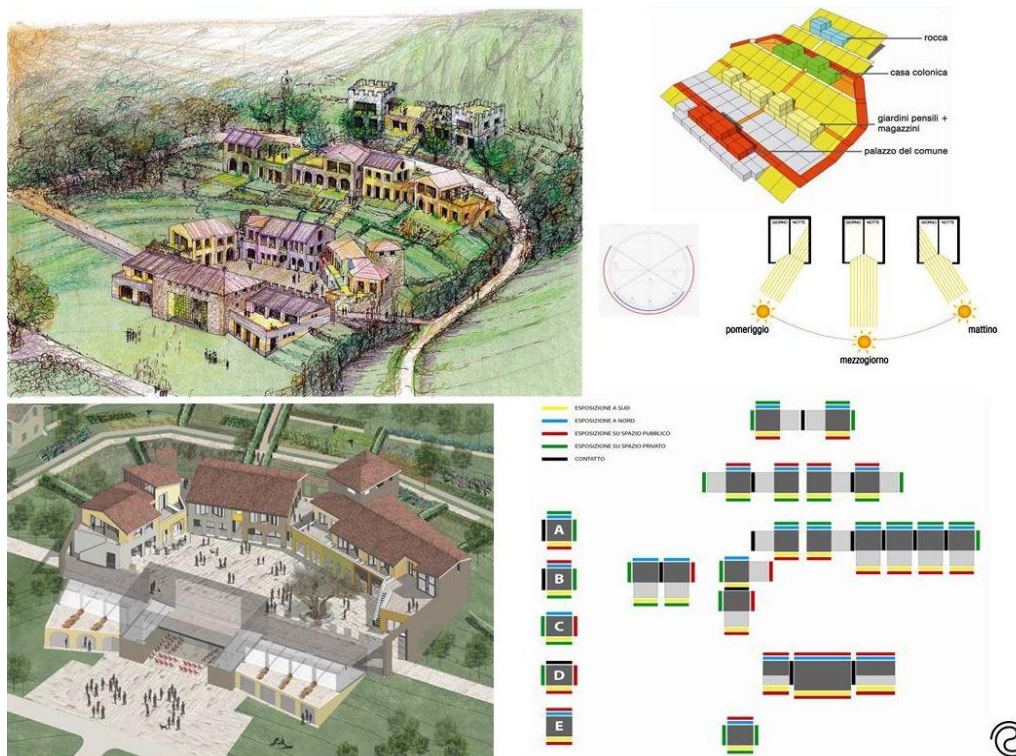 rocca
casa colonica
giardini pensili +
magazzini
palazzo del comune
GIORNO NOTTE
GIORNO NOTTE
GIORNO NOTTE
pomeriggio
mezzogiorno
mattino
ESPOSIZIONE A SUD
ESPOSIZIONE A NORD
ESPOSIZIONE SU SPAZIO PUBBLICO
ESPOSIZIONE SU SPAZIO PRIVATO
CONTATTO
A
B
C
D
E